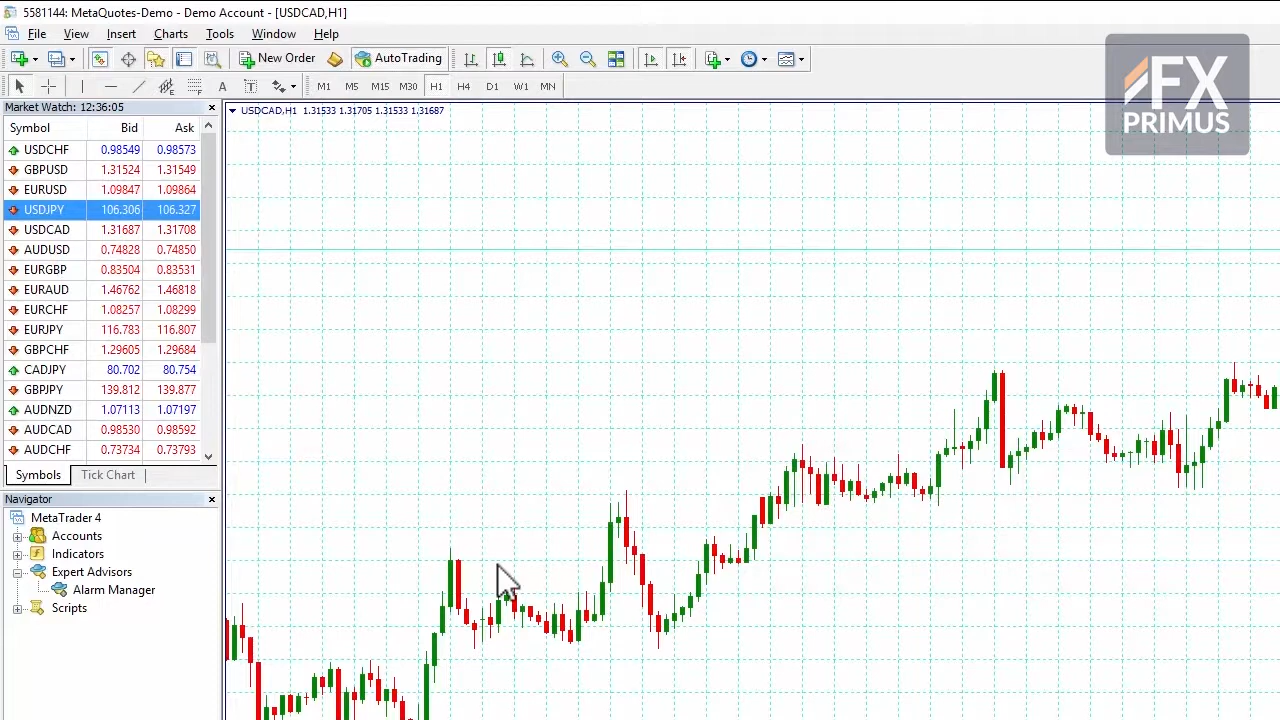 5581144: MetaQuotes-Demo - Demo Account - [USDCAD,H1]
File View Insert Charts Tools Window Help
New Order AutoTrading
A T M1 M5 M15 M30 H1 H4 D1 W1 MN
FXPRIMUS
Market Watch: 12:36:05
USDCAD,H1 1.31533 1.31705 1.31533 1.31687
Symbol Bid Ask
USDCHF 0.98549 0.98573
GBPUSD 1.31524 1.31549
EURUSD 1.09847 1.09864
USDJPY 106.306 106.327
USDCAD 1.31687 1.31708
AUDUSD 0.74828 0.74850
EURGBP 0.83504 0.83531
EURAUD 1.46762 1.46818
EURCHF 1.08257 1.08299
EURJPY 116.783 116.807
GBPCHF 1.29605 1.29684
CADJPY 80.702 80.754
GBPJPY 139.812 139.877
AUDNZD 1.07113 1.07197
AUDCAD 0.98530 0.98592
AUDCHF 0.73734 0.73793
Symbols Tick Chart
Navigator
MetaTrader 4
Accounts
Indicators
Expert Advisors
Alarm Manager
Scripts